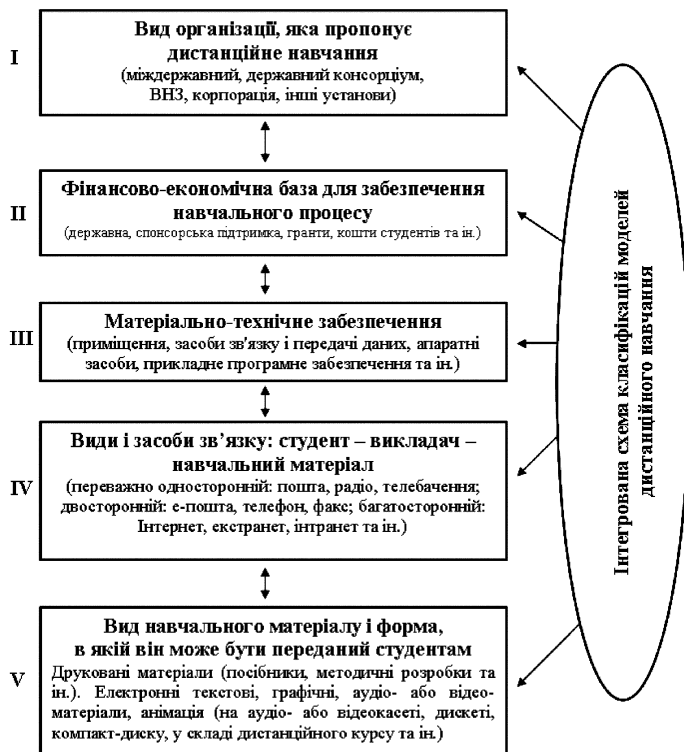 I
Вид організації, яка пропонує
дистанційне навчання
(міждержавний, державний консорціум,
ВНЗ, корпорація, інші установи)
II
Фінансово-економічна база для забезпечення
навчального процесу
(державна, спонсорська підтримка, гранти, кошти студентів та ін.)
III
Матеріально-технічне забезпечення
(приміщення, засоби зв'язку і передачі даних, апаратні
засоби, прикладне програмне забезпечення та ін.)
IV
Види і засоби зв’язку: студент – викладач –
навчальний матеріал
(переважно односторонній: пошта, радіо, телебачення;
двосторонній: е-пошта, телефон, факс; багатосторонній:
Інтернет, екстранет, інтранет та ін.)
V
Вид навчального матеріалу і форма,
в якій він може бути переданий студентам
Друковані матеріали (посібники, методичні розробки та
ін.). Електронні текстові, графічні, аудіо- або відео-
матеріали, анімація (на аудіо- або відеокасеті, дискеті,
компакт-диску, у складі дистанційного курсу та ін.)
Інтегрована схема класифікацій моделей
дистанційного навчання